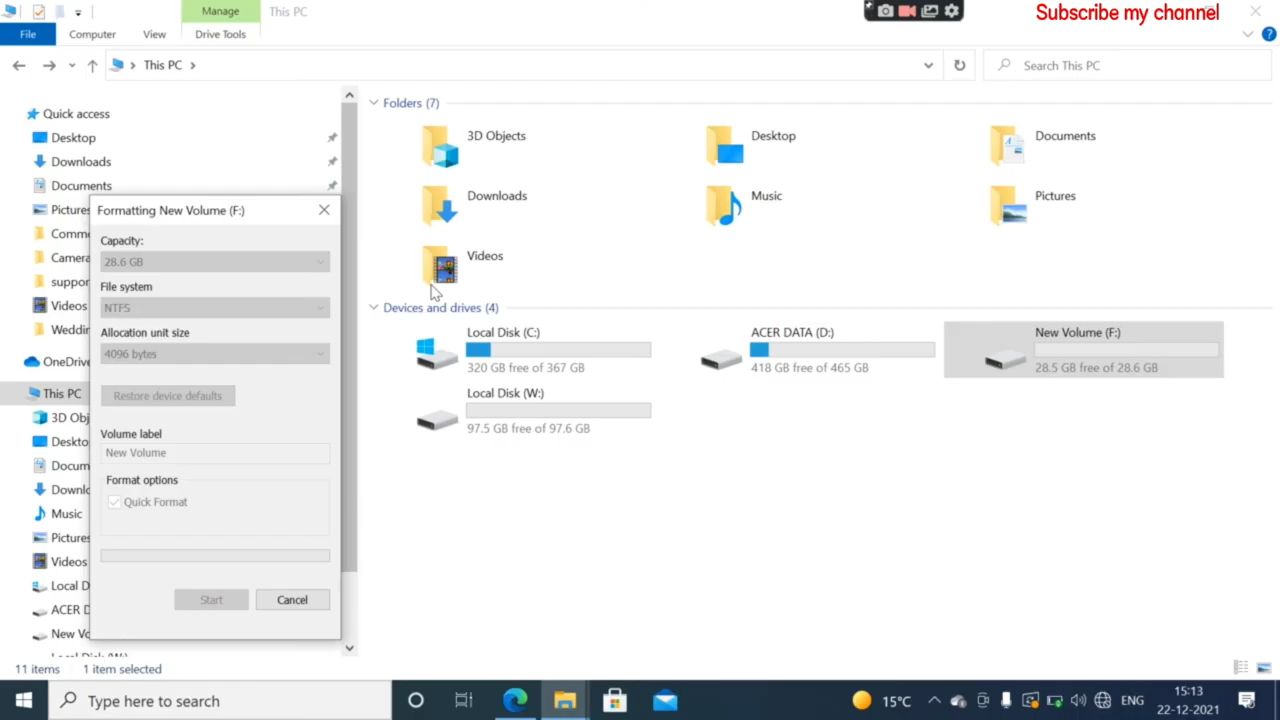 Manage
This PC
Subscribe my channel
File
Computer
View
Drive Tools
This PC
Search This PC
Quick access
Desktop
Downloads
Documents
Pictures
Comm
Camera
suppor
Videos
Weddin
OneDrive
This PC
3D Obj
Deskto
Docum
Downlo
Music
Pictures
Videos
Local D
ACER D
New Vo
Formatting New Volume (F:)
Capacity:
28.6 GB
File system
NTFS
Allocation unit size
4096 bytes
Restore device defaults
Volume label
New Volume
Format options
Quick Format
Start
Cancel
Folders (7)
3D Objects
Desktop
Documents
Downloads
Music
Pictures
Videos
Devices and drives (4)
Local Disk (C:)
320 GB free of 367 GB
ACER DATA (D:)
418 GB free of 465 GB
New Volume (F:)
28.5 GB free of 28.6 GB
Local Disk (W:)
97.5 GB free of 97.6 GB
11 items
1 item selected
Type here to search
15°C
ENG
15:13
22-12-2021